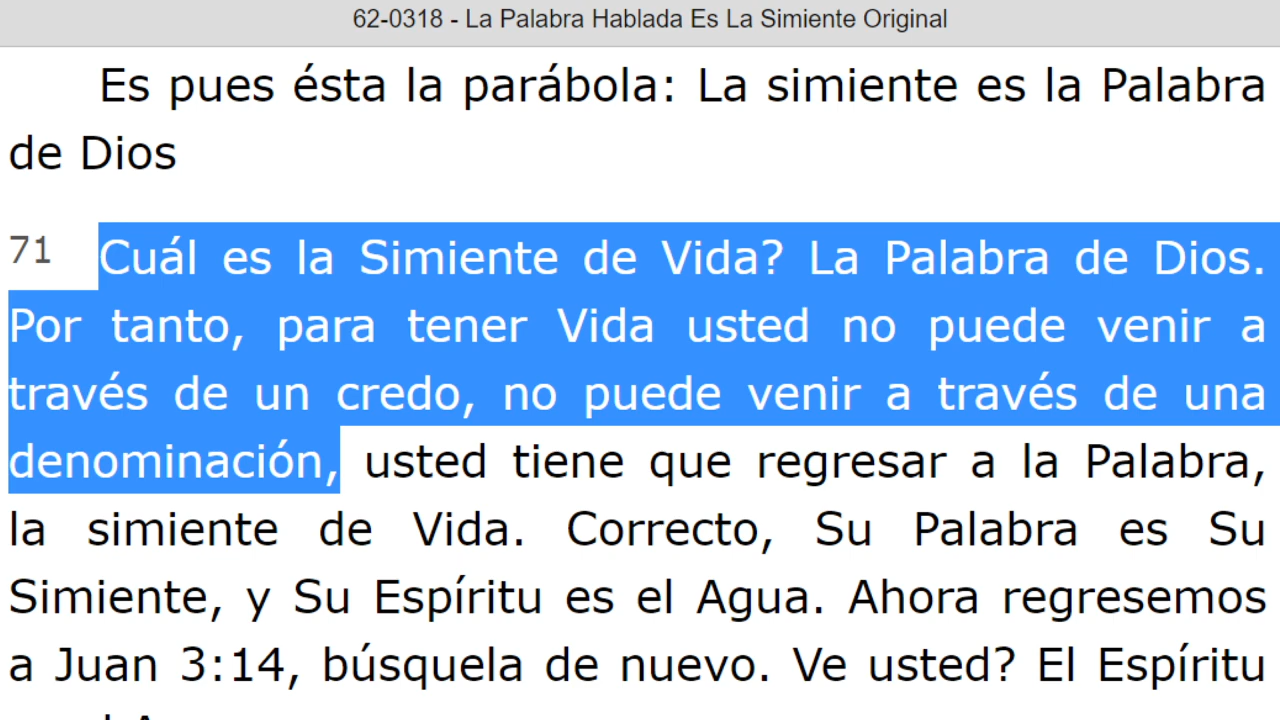 62-0318 - La Palabra Hablada Es La Simiente Original
Es pues ésta la parábola: La simiente es la Palabra
de Dios
71 Cuál es la Simiente de Vida? La Palabra de Dios.
Por tanto, para tener Vida usted no puede venir a
través de un credo, no puede venir a través de una
denominación, usted tiene que regresar a la Palabra,
la simiente de Vida. Correcto, Su Palabra es Su
Simiente, y Su Espíritu es el Agua. Ahora regresemos
a Juan 3:14, búsquela de nuevo. Ve usted? El Espíritu